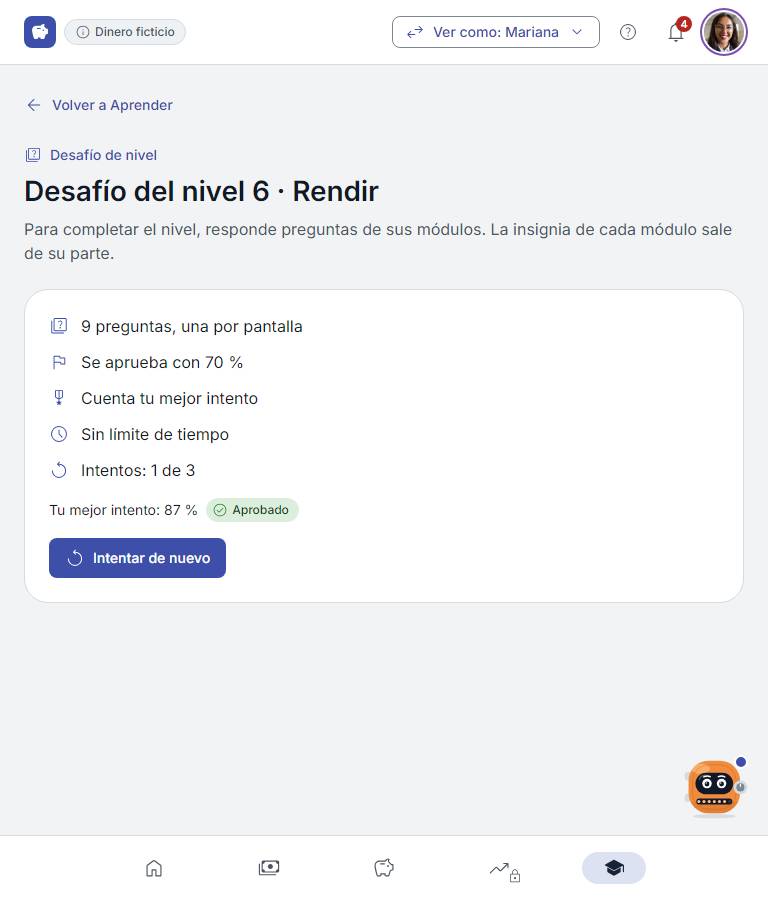 Dinero ficticio
Ver como: Mariana
4
Volver a Aprender
Desafío de nivel
Desafío del nivel 6 · Rendir
Para completar el nivel, responde preguntas de sus módulos. La insignia de cada módulo sale
de su parte.
9 preguntas, una por pantalla
Se aprueba con 70 %
Cuenta tu mejor intento
Sin límite de tiempo
Intentos: 1 de 3
Tu mejor intento: 87 % Aprobado
Intentar de nuevo